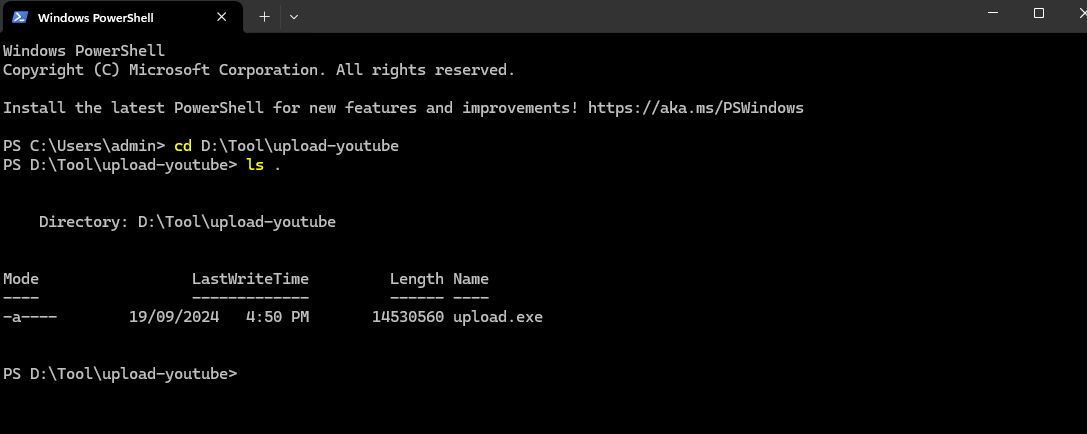 Windows PowerShell
Windows PowerShell
Copyright (C) Microsoft Corporation. All rights reserved.
Install the latest PowerShell for new features and improvements! https://aka.ms/PSWindows
PS C:\Users\admin> cd D:\Tool\upload-youtube
PS D:\Tool\upload-youtube> ls .
    Directory: D:\Tool\upload-youtube
Mode                 LastWriteTime         Length Name
----                 -------------         ------ ----
-a----        19/09/2024   4:50 PM       14530560 upload.exe
PS D:\Tool\upload-youtube>